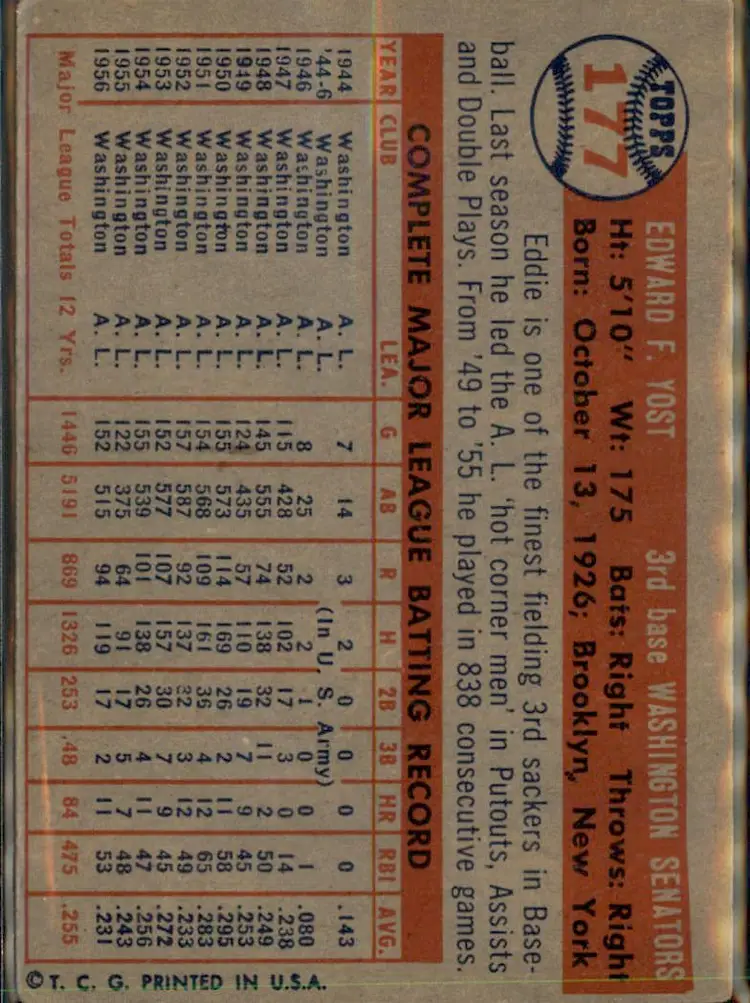 TOPPS
177
EDWARD F. YOST 3rd base WASHINGTON SENATORS
Ht: 5'10" Wt: 175 Bats: Right Throws: Right
Born: October 13, 1926; Brooklyn, New York
Eddie is one of the finest fielding 3rd sackers in Base-
ball. Last season he led the A. L. 'hot corner men' in Putouts, Assists
and Double Plays. From '49 to '55 he played in 838 consecutive games.
COMPLETE MAJOR LEAGUE BATTING RECORD
YEAR CLUB LEA. G AB R H 2B 3B HR RBI AVG.
1944 Washington A. L. 7 14 3 2 0 0 0 0 .143
'44-6 Washington A. L. (In U. S. Army)
1946 Washington A. L. 8 25 2 2 1 0 0 1 .080
1947 Washington A. L. 115 428 52 102 17 3 0 14 .238
1948 Washington A. L. 145 555 74 138 32 11 2 50 .249
1949 Washington A. L. 124 435 57 110 19 7 9 45 .253
1950 Washington A. L. 155 573 114 169 26 2 11 58 .295
1951 Washington A. L. 154 568 109 161 36 4 12 65 .283
1952 Washington A. L. 157 587 92 137 32 3 12 49 .233
1953 Washington A. L. 152 577 107 157 30 7 9 45 .272
1954 Washington A. L. 155 539 101 138 26 4 11 47 .256
1955 Washington A. L. 122 375 64 91 17 5 7 48 .243
1956 Washington A. L. 152 515 94 119 17 2 11 53 .231
Major League Totals 12 Yrs. 1446 5191 869 1326 253 48 84 475 .255
© T. C. G. PRINTED IN U.S.A.